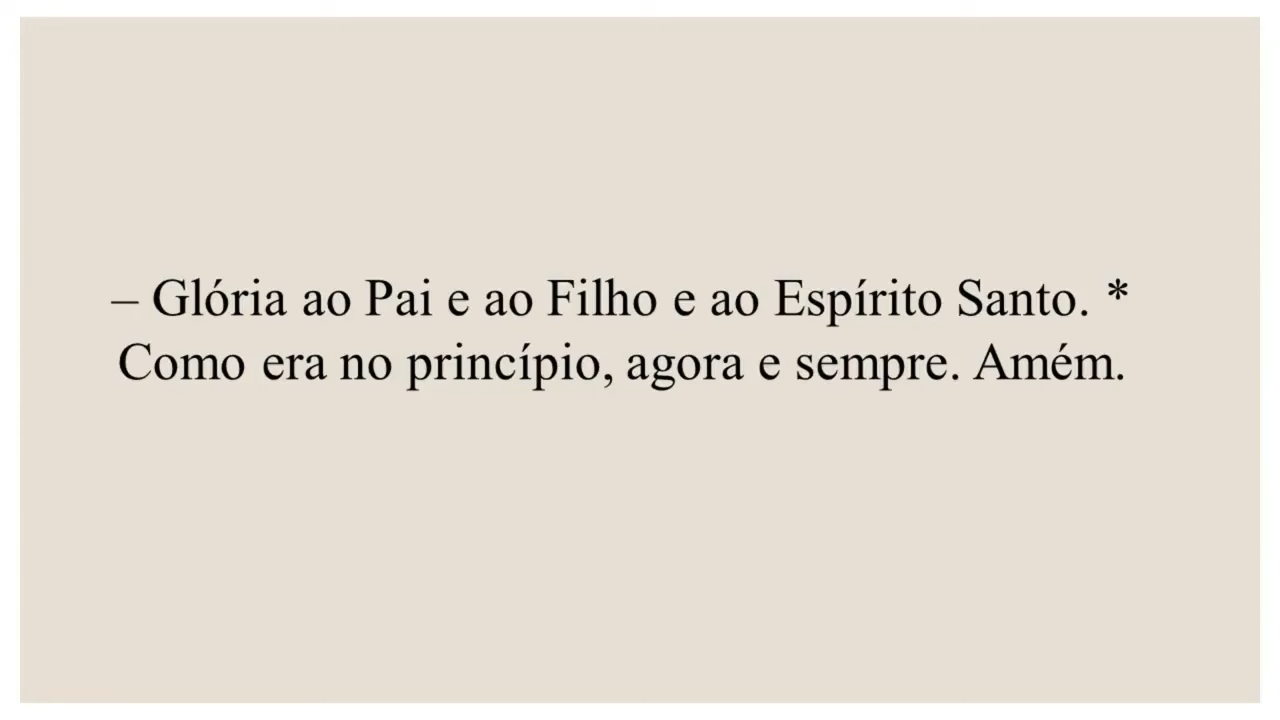 – Glória ao Pai e ao Filho e ao Espírito Santo. *
Como era no princípio, agora e sempre. Amém.